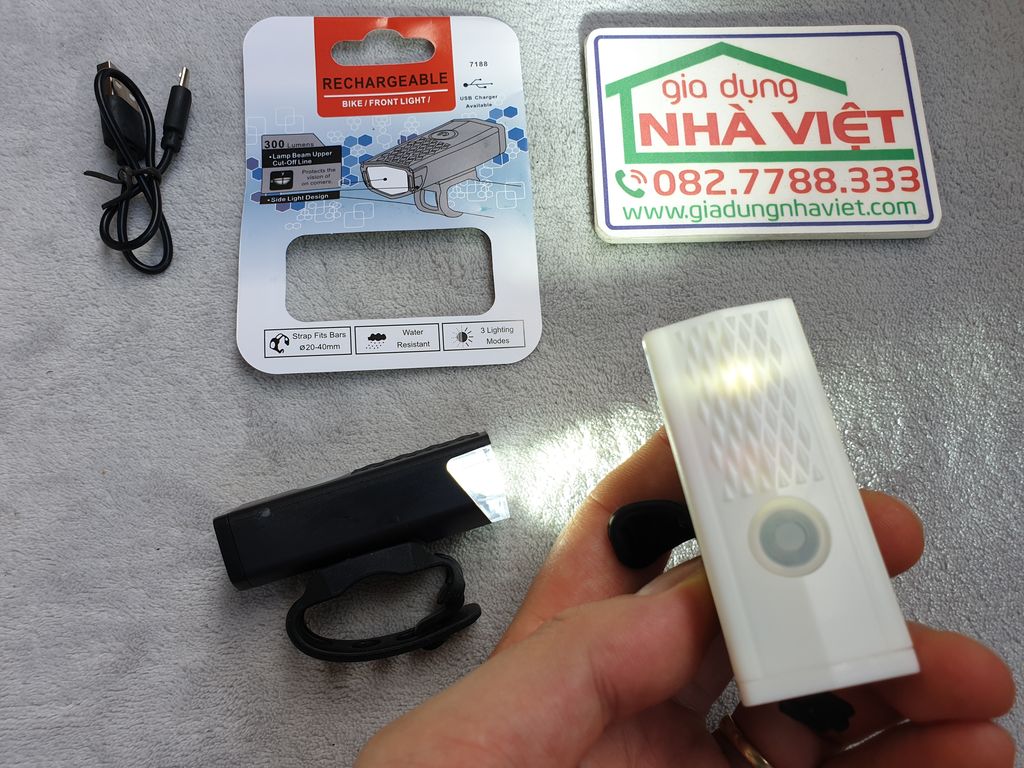 RECHARGEABLE
BIKE / FRONT LIGHT /
7188
USB Charger
Available
300 Lumens
• Lamp Beam Upper
Cut-Off Line
Protects the
vision of
on comers.
• Side Light Design
Strap Fits Bars
ø20-40mm
Water
Resistant
3 Lighting
Modes
gia dụng
NHÀ VIỆT
082.7788.333
www.giadungnhaviet.com